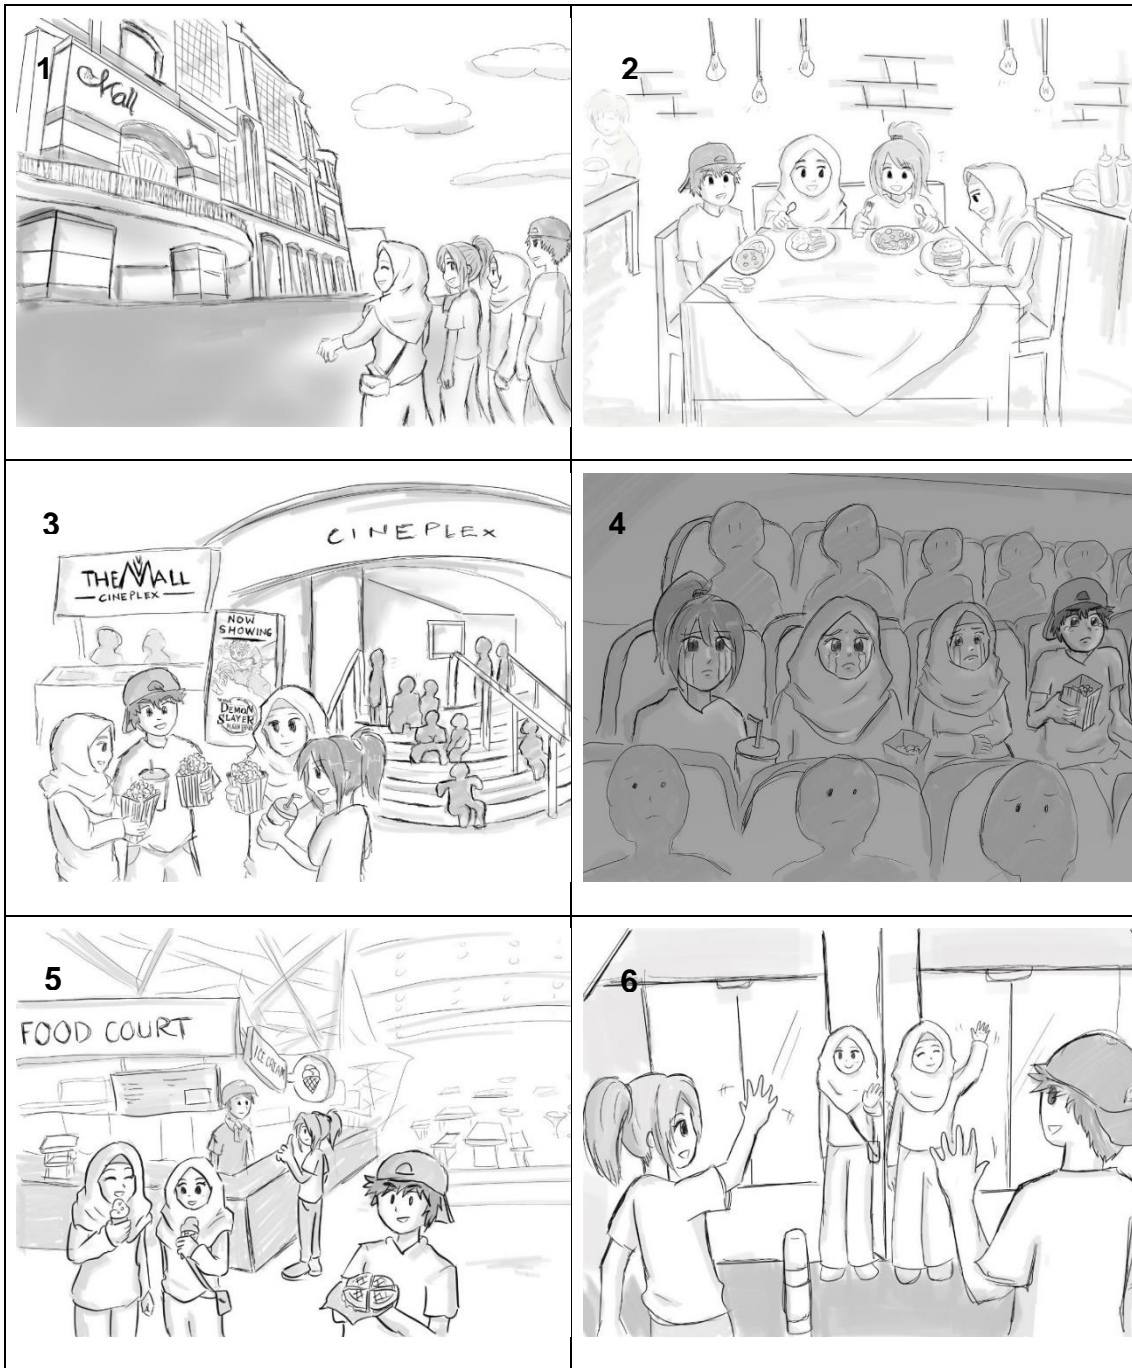 1
The Mall
2
3
CINEPLEX
THE MALL
CINEPLEX
NOW
SHOWING
DEMON
SLAYER
4
5
FOOD COURT
ICE CREAM
6